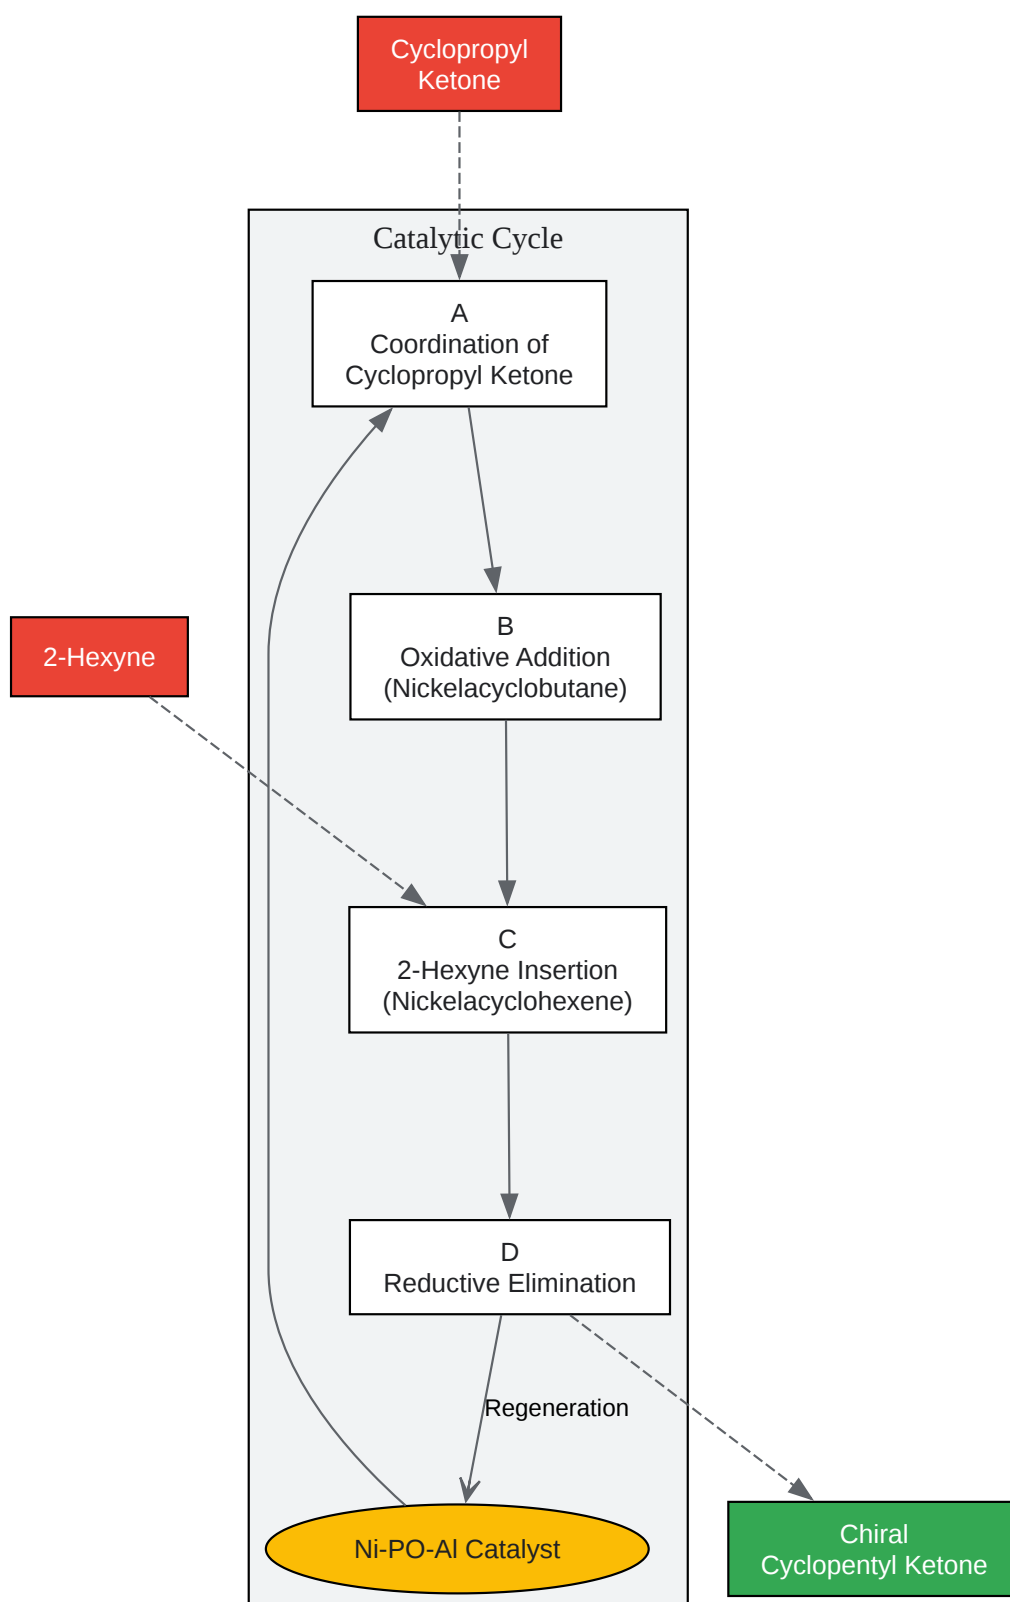 Cyclopropyl
Ketone
Catalytic Cycle
A
Coordination of
Cyclopropyl Ketone
B
Oxidative Addition
(Nickelacyclobutane)
2-Hexyne
C
2-Hexyne Insertion
(Nickelacyclohexene)
D
Reductive Elimination
Regeneration
Ni-PO-Al Catalyst
Chiral
Cyclopentyl Ketone